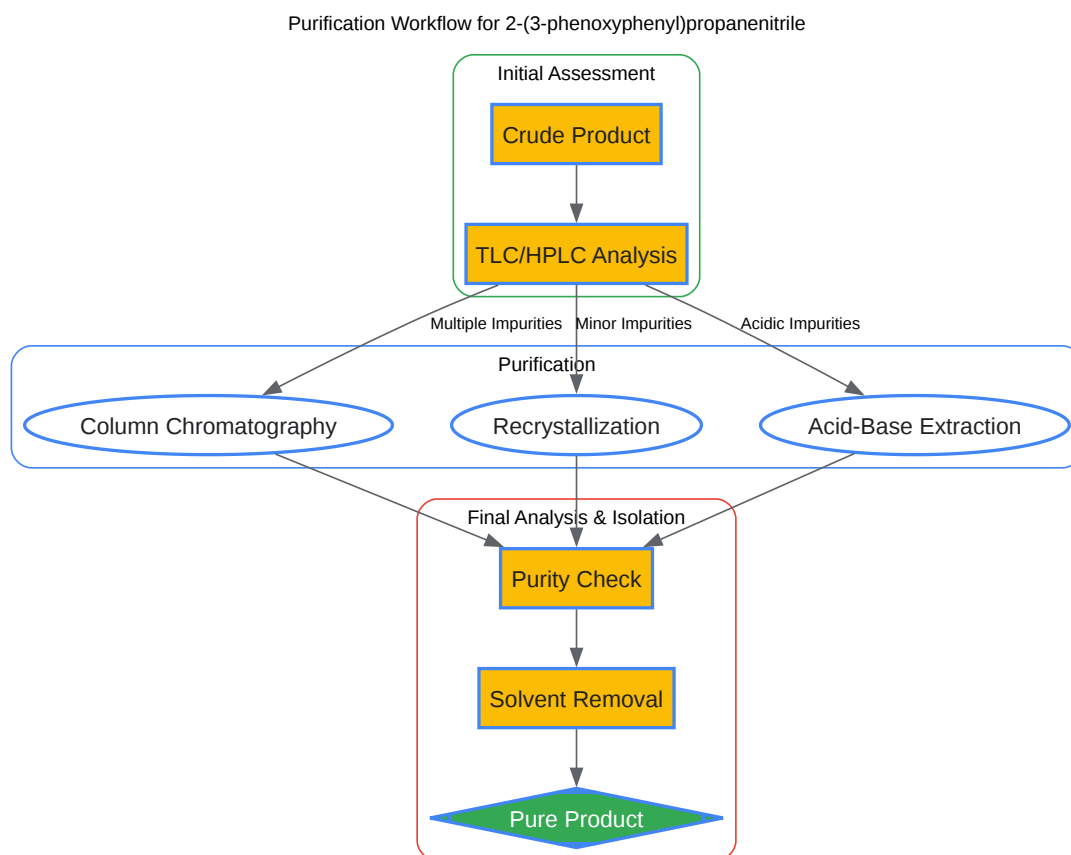 Purification Workflow for 2-(3-phenoxyphenyl)propanenitrile
Initial Assessment
Crude Product
TLC/HPLC Analysis
Multiple Impurities
Minor Impurities
Acidic Impurities
Purification
Column Chromatography
Recrystallization
Acid-Base Extraction
Final Analysis & Isolation
Purity Check
Solvent Removal
Pure Product